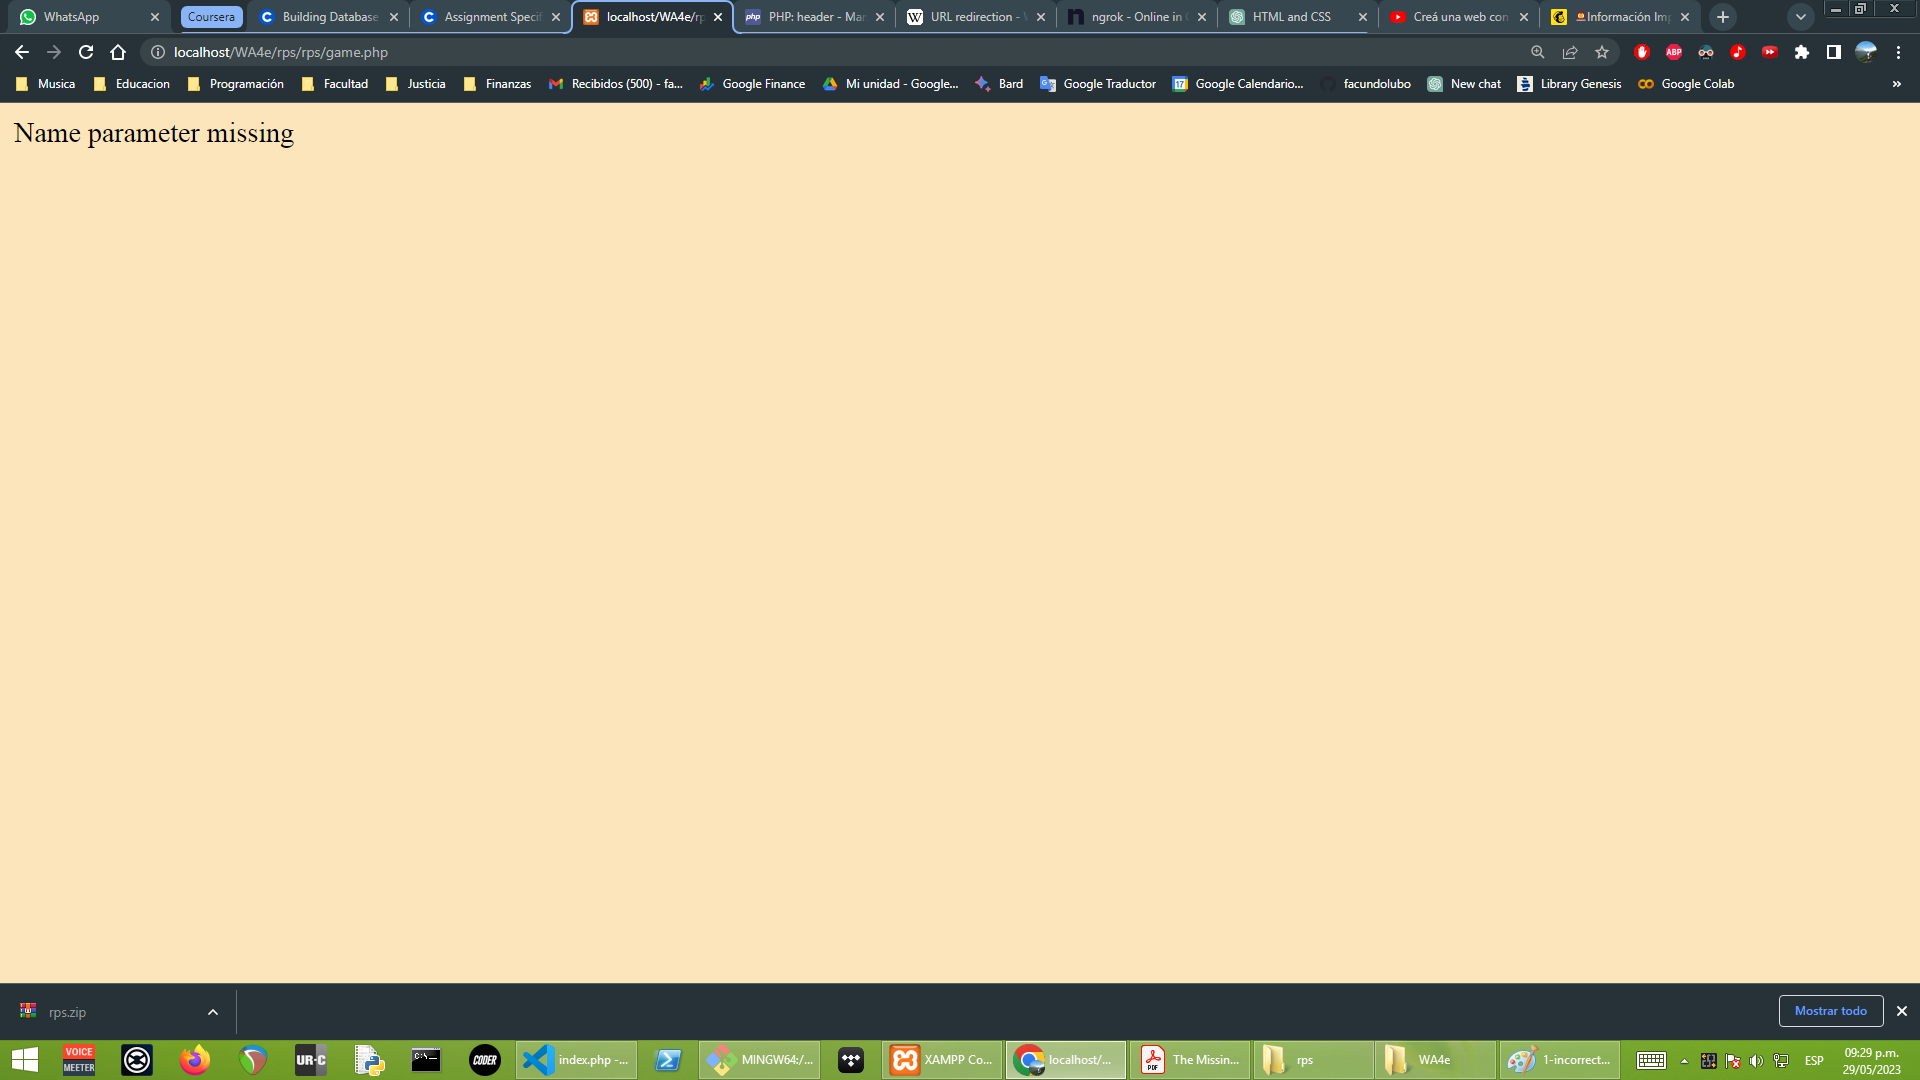 WhatsApp
Coursera
Building Database
Assignment Specif
localhost/WA4e/rp
PHP: header - Man
URL redirection - W
ngrok - Online in O
HTML and CSS
Creá una web con
Información Imp
localhost/WA4e/rps/rps/game.php
Musica
Educacion
Programación
Facultad
Justicia
Finanzas
Recibidos (500) - fa...
Google Finance
Mi unidad - Google...
Bard
Google Traductor
Google Calendario...
facundolubo
New chat
Library Genesis
Google Colab
»
Name parameter missing
rps.zip
Mostrar todo
VOICE
MEETER
UR-C
CODER
index.php -...
MINGW64:/...
XAMPP Co...
localhost/...
The Missin...
rps
WA4e
1-incorrect...
ESP
09:29 p.m.
29/05/2023